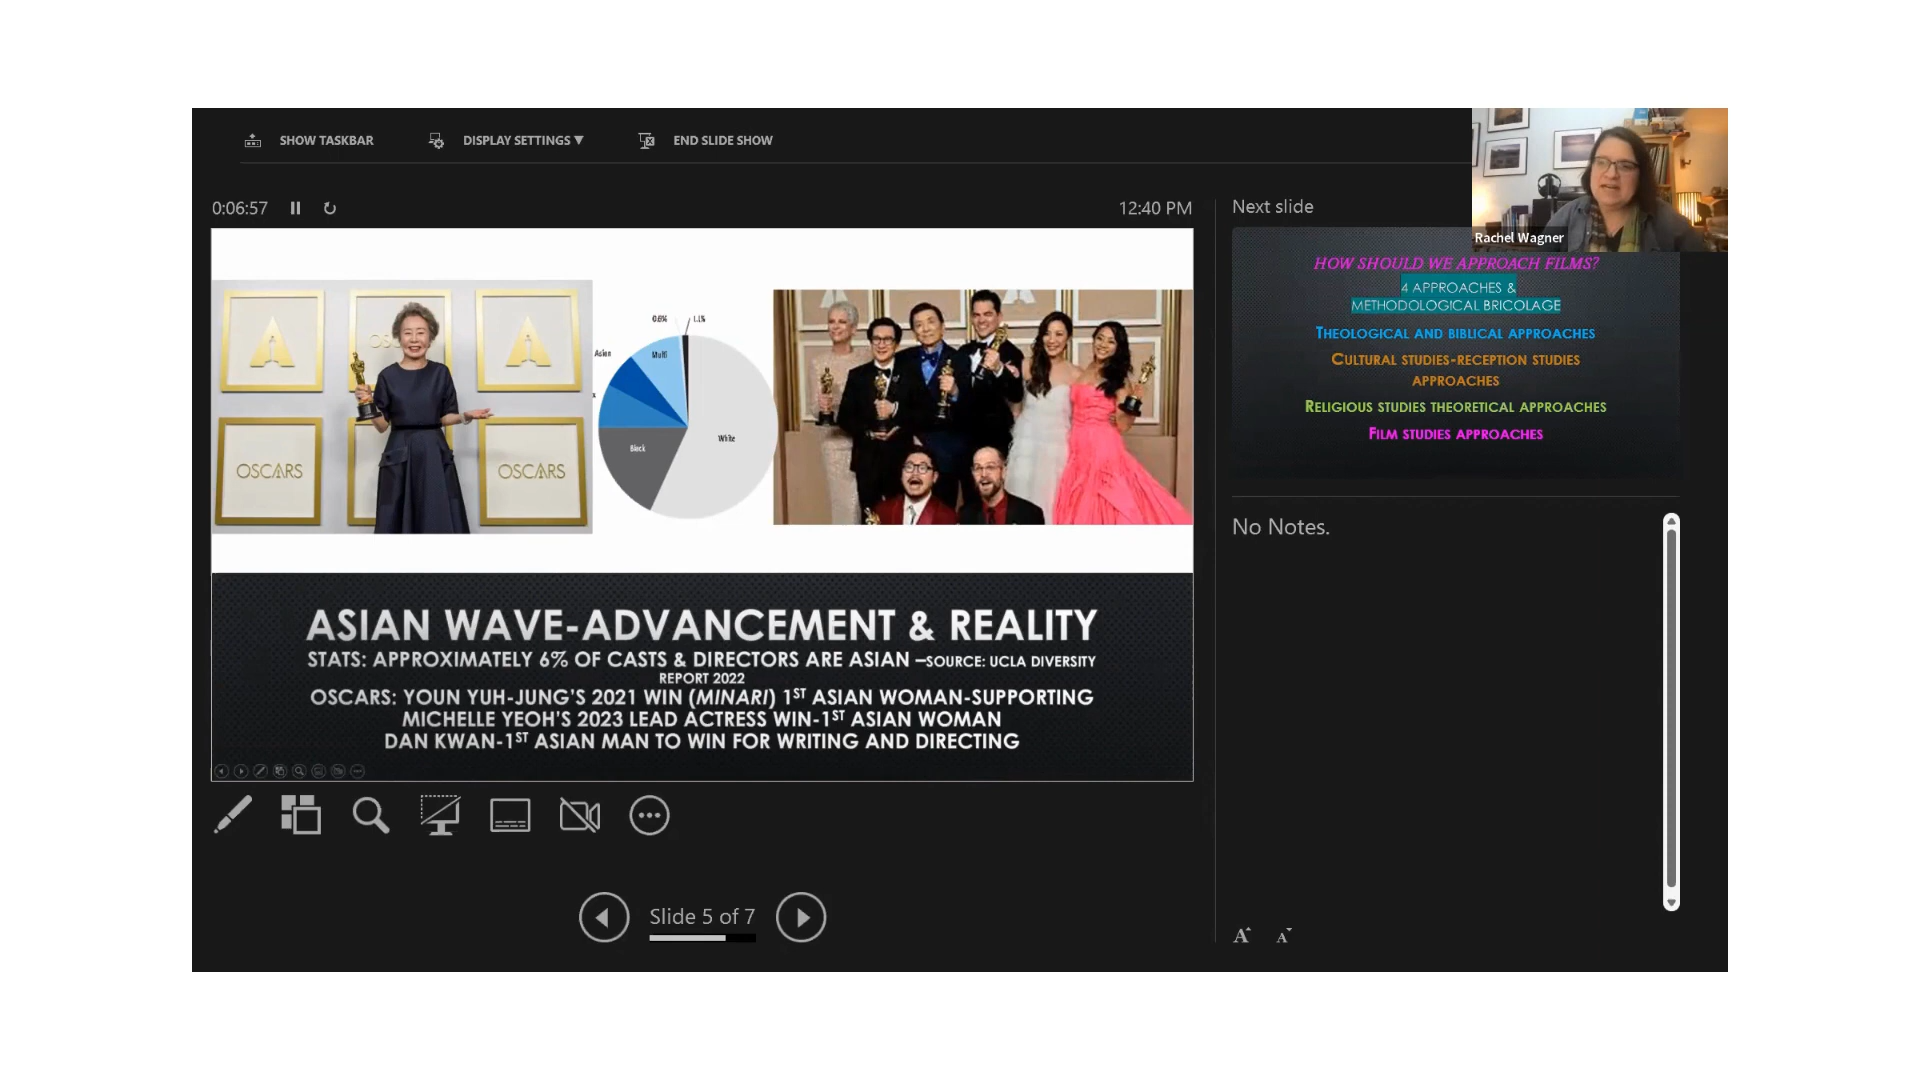 SHOW TASKBAR
DISPLAY SETTINGS ▼
END SLIDE SHOW
0:06:57
12:40 PM
Next slide
Rachel Wagner
OSCARS
OSCARS
0.6%
1.1%
Asian
Multi
x
Black
White
ASIAN WAVE-ADVANCEMENT & REALITY
STATS: APPROXIMATELY 6% OF CASTS & DIRECTORS ARE ASIAN –SOURCE: UCLA DIVERSITY
REPORT 2022
OSCARS: YOUN YUH-JUNG'S 2021 WIN (MINARI) 1ST ASIAN WOMAN-SUPPORTING
MICHELLE YEOH'S 2023 LEAD ACTRESS WIN-1ST ASIAN WOMAN
DAN KWAN-1ST ASIAN MAN TO WIN FOR WRITING AND DIRECTING
HOW SHOULD WE APPROACH FILMS?
4 APPROACHES &
METHODOLOGICAL BRICOLAGE
THEOLOGICAL AND BIBLICAL APPROACHES
CULTURAL STUDIES-RECEPTION STUDIES
APPROACHES
RELIGIOUS STUDIES THEORETICAL APPROACHES
FILM STUDIES APPROACHES
No Notes.
Slide 5 of 7
A
A